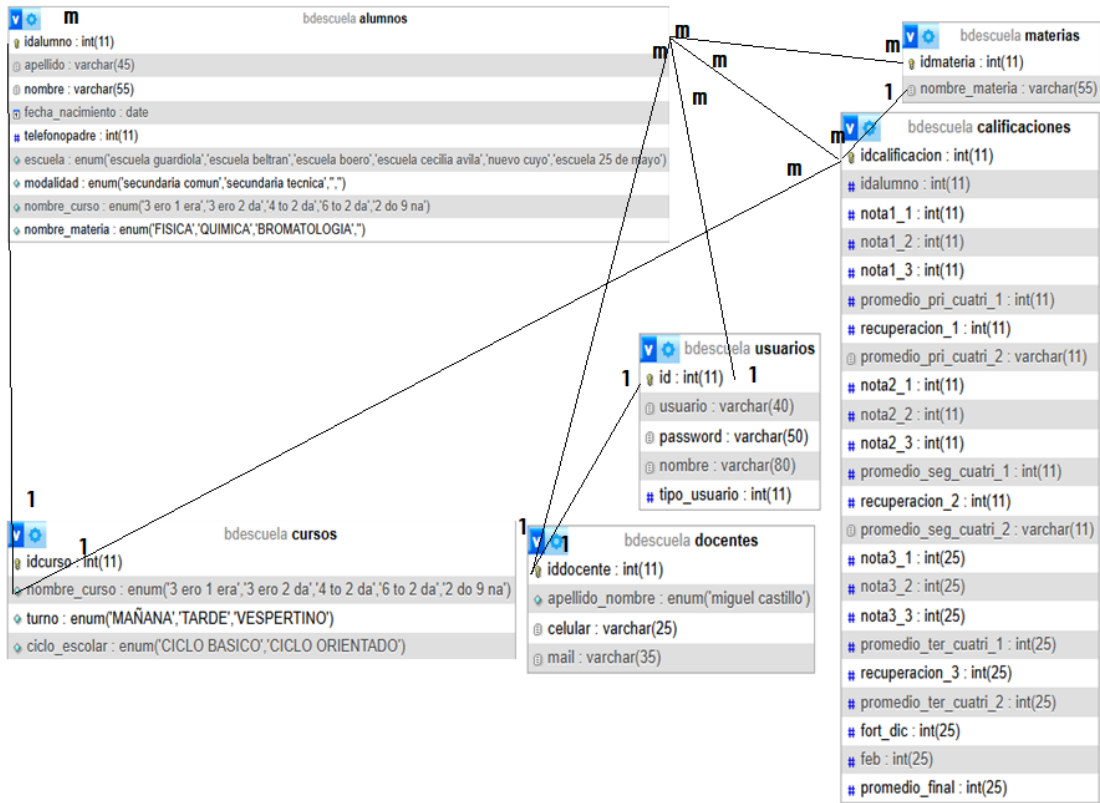 m
bdescuela alumnos
idalumno : int(11)
apellido : varchar(45)
nombre : varchar(55)
fecha_nacimiento : date
telefonopadre : int(11)
escuela : enum('escuela guardiola','escuela beltran','escuela boero','escuela cecilia avila','nuevo cuyo','escuela 25 de mayo')
modalidad : enum('secundaria comun','secundaria tecnica','','')
nombre_curso : enum('3 ero 1 era','3 ero 2 da','4 to 2 da','6 to 2 da','2 do 9 na')
nombre_materia : enum('FISICA','QUIMICA','BROMATOLOGIA','')
m
m
m
m
bdescuela materias
idmateria : int(11)
nombre_materia : varchar(55)
1
m
m
bdescuela calificaciones
idcalificacion : int(11)
idalumno : int(11)
nota1_1 : int(11)
nota1_2 : int(11)
nota1_3 : int(11)
promedio_pri_cuatri_1 : int(11)
recuperacion_1 : int(11)
promedio_pri_cuatri_2 : varchar(11)
nota2_1 : int(11)
nota2_2 : int(11)
nota2_3 : int(11)
promedio_seg_cuatri_1 : int(11)
recuperacion_2 : int(11)
promedio_seg_cuatri_2 : varchar(11)
nota3_1 : int(25)
nota3_2 : int(25)
nota3_3 : int(25)
promedio_ter_cuatri_1 : int(25)
recuperacion_3 : int(25)
promedio_ter_cuatri_2 : int(25)
fort_dic : int(25)
feb : int(25)
promedio_final : int(25)
bdescuela usuarios
1
id : int(11)
1
usuario : varchar(40)
password : varchar(50)
nombre : varchar(80)
tipo_usuario : int(11)
1
bdescuela cursos
1
idcurso : int(11)
nombre_curso : enum('3 ero 1 era','3 ero 2 da','4 to 2 da','6 to 2 da','2 do 9 na')
turno : enum('MAÑANA','TARDE','VESPERTINO')
ciclo_escolar : enum('CICLO BASICO','CICLO ORIENTADO')
1
1
bdescuela docentes
iddocente : int(11)
apellido_nombre : enum('miguel castillo')
celular : varchar(25)
mail : varchar(35)